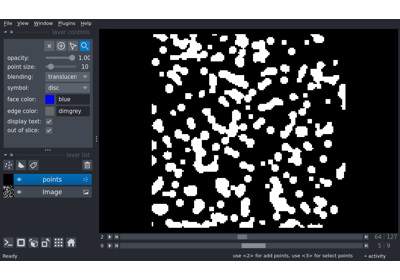 File View Window Plugins Help
layer controls
opacity: 1.00
point size: 10
blending: translucen
symbol: disc
face color: blue
edge color: dimgrey
display text:
out of slice:
layer list
points
Image
2 64 127
0 5 9
Ready use <2> for add points, use <3> for select points activity